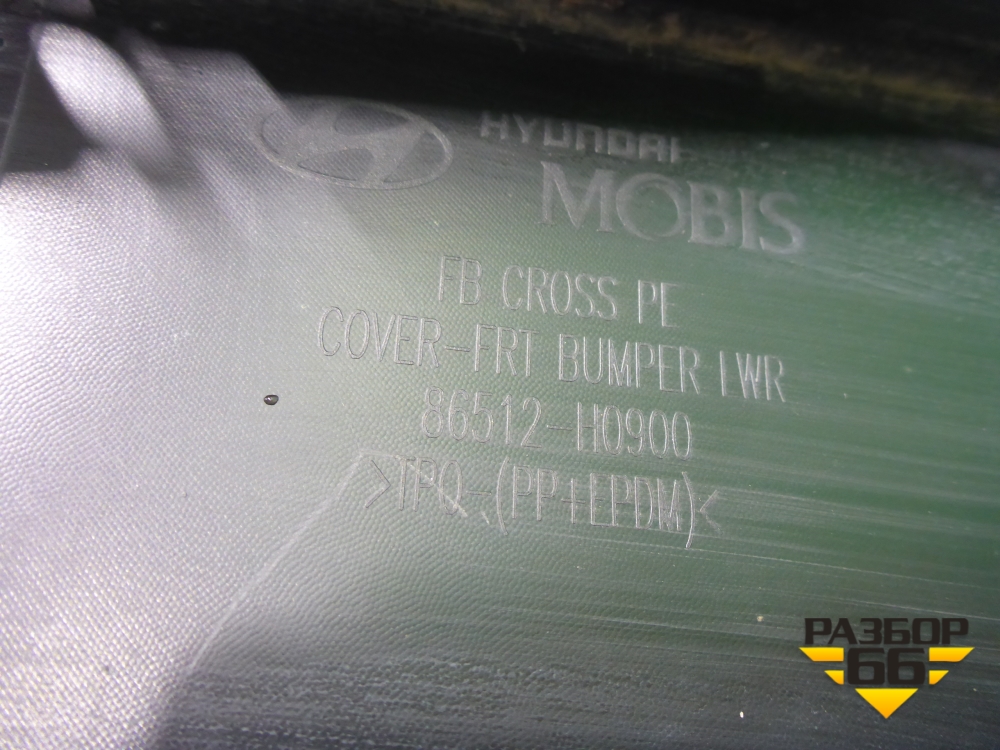 HYUNDAI
MOBIS
FB CROSS PE
COVER-FRT BUMPER LWR
86512-H0900
>TPO-(PP+EPDM)<
РАЗБОР
66